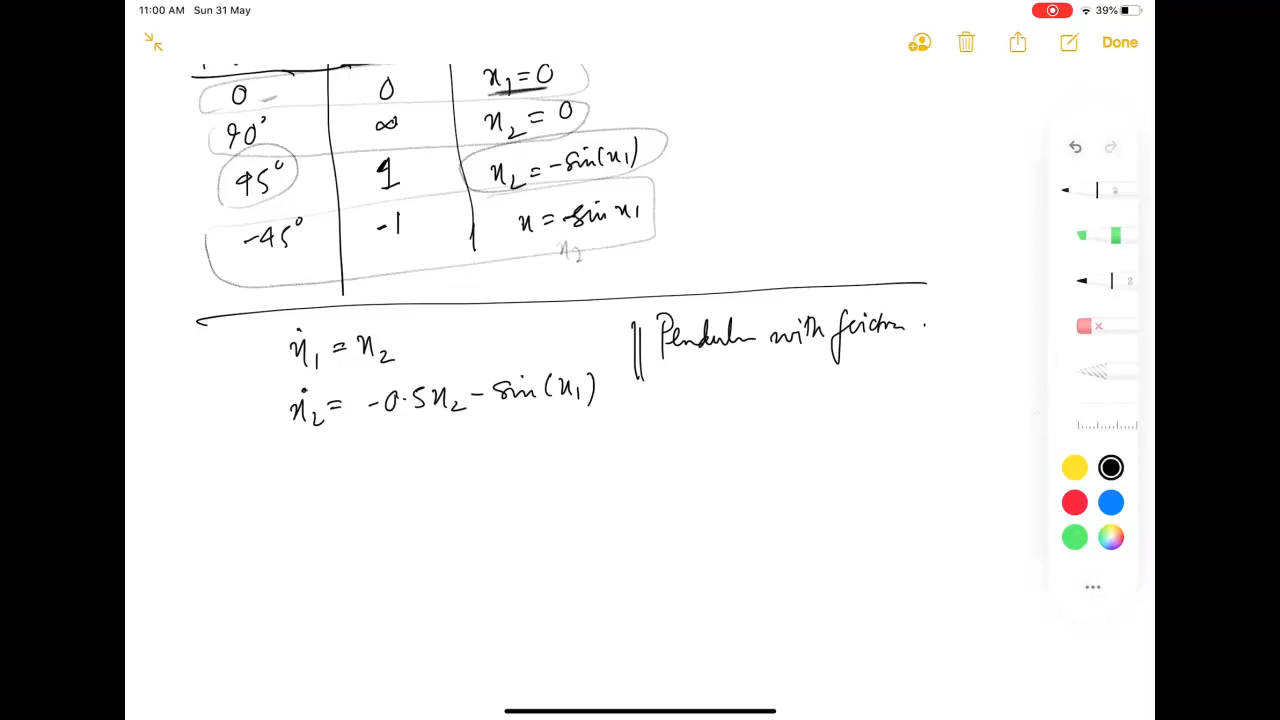 11:00 AM Sun 31 May
39%
Done
0 0 x₁ = 0
90° ∞ x₂ = 0
45° 1 x₂ = -sin(x₁)
-45° -1 x = sin x₁
x₂
ẋ₁ = x₂ || Pendulum with friction.
ẋ₂ = -0.5x₂ - sin(x₁)